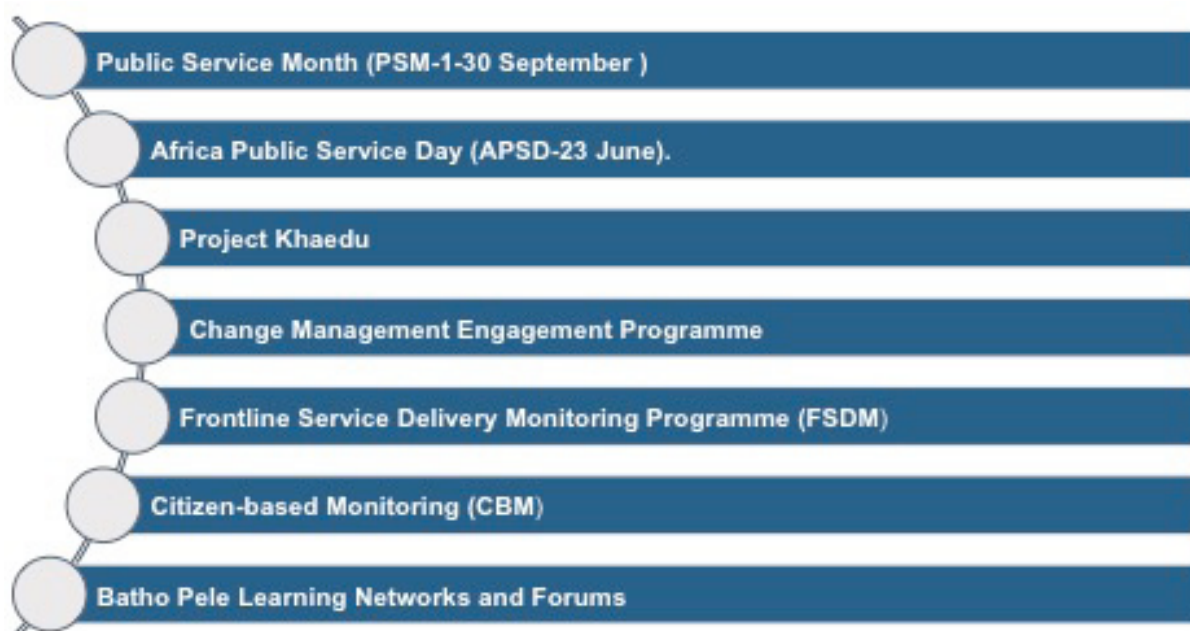 Public Service Month (PSM-1-30 September )
Africa Public Service Day (APSD-23 June).
Project Khaedu
Change Management Engagement Programme
Frontline Service Delivery Monitoring Programme (FSDM)
Citizen-based Monitoring (CBM)
Batho Pele Learning Networks and Forums